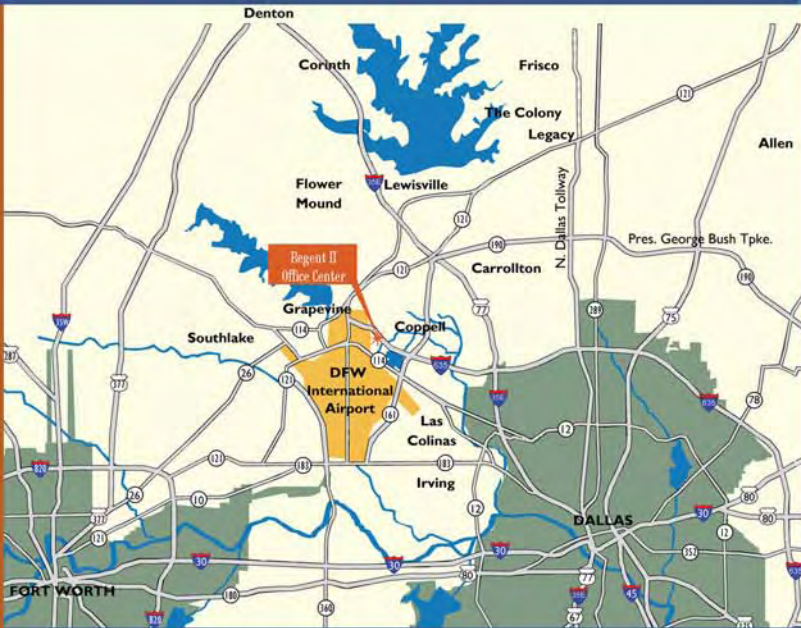 Denton
Corinth
Frisco
121
The Colony
Legacy
Allen
Flower
Mound
35E
Lewisville
N. Dallas Tollway
121
190
Pres. George Bush Tpke.
Regent II
Office Center
121
Carrollton
190
Grapevine
77
289
75
35W
Southlake
114
Coppell
114
635
287
377
26
121
DFW
International
Airport
161
35E
635
78
Las
Colinas
12
820
121
183
183
Irving
26
10
12
80
377
121
DALLAS
30
80
30
30
30
12
352
80
77
635
FORT WORTH
180
360
35E
45
820
67
175